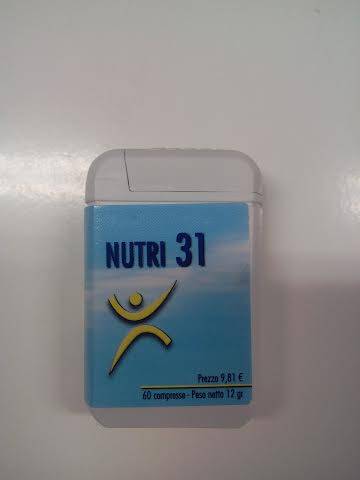 NUTRI 31
Prezzo 9,81 €
60 compresse - Peso netto 12 gr